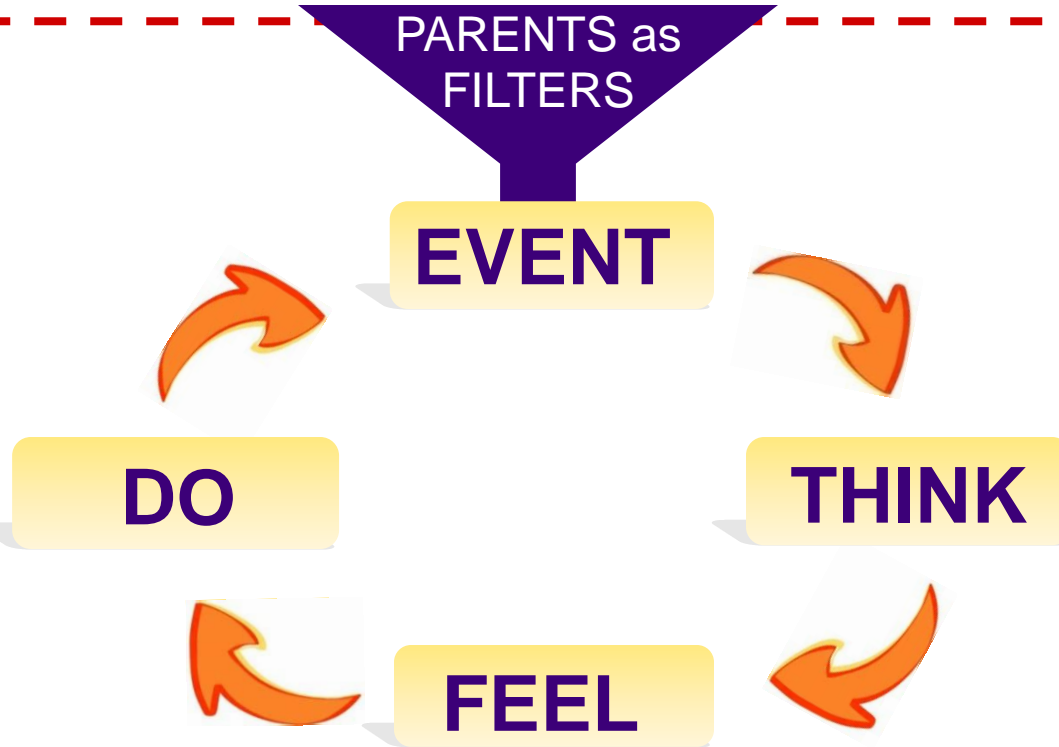 PARENTS as
FILTERS
EVENT
DO
THINK
FEEL